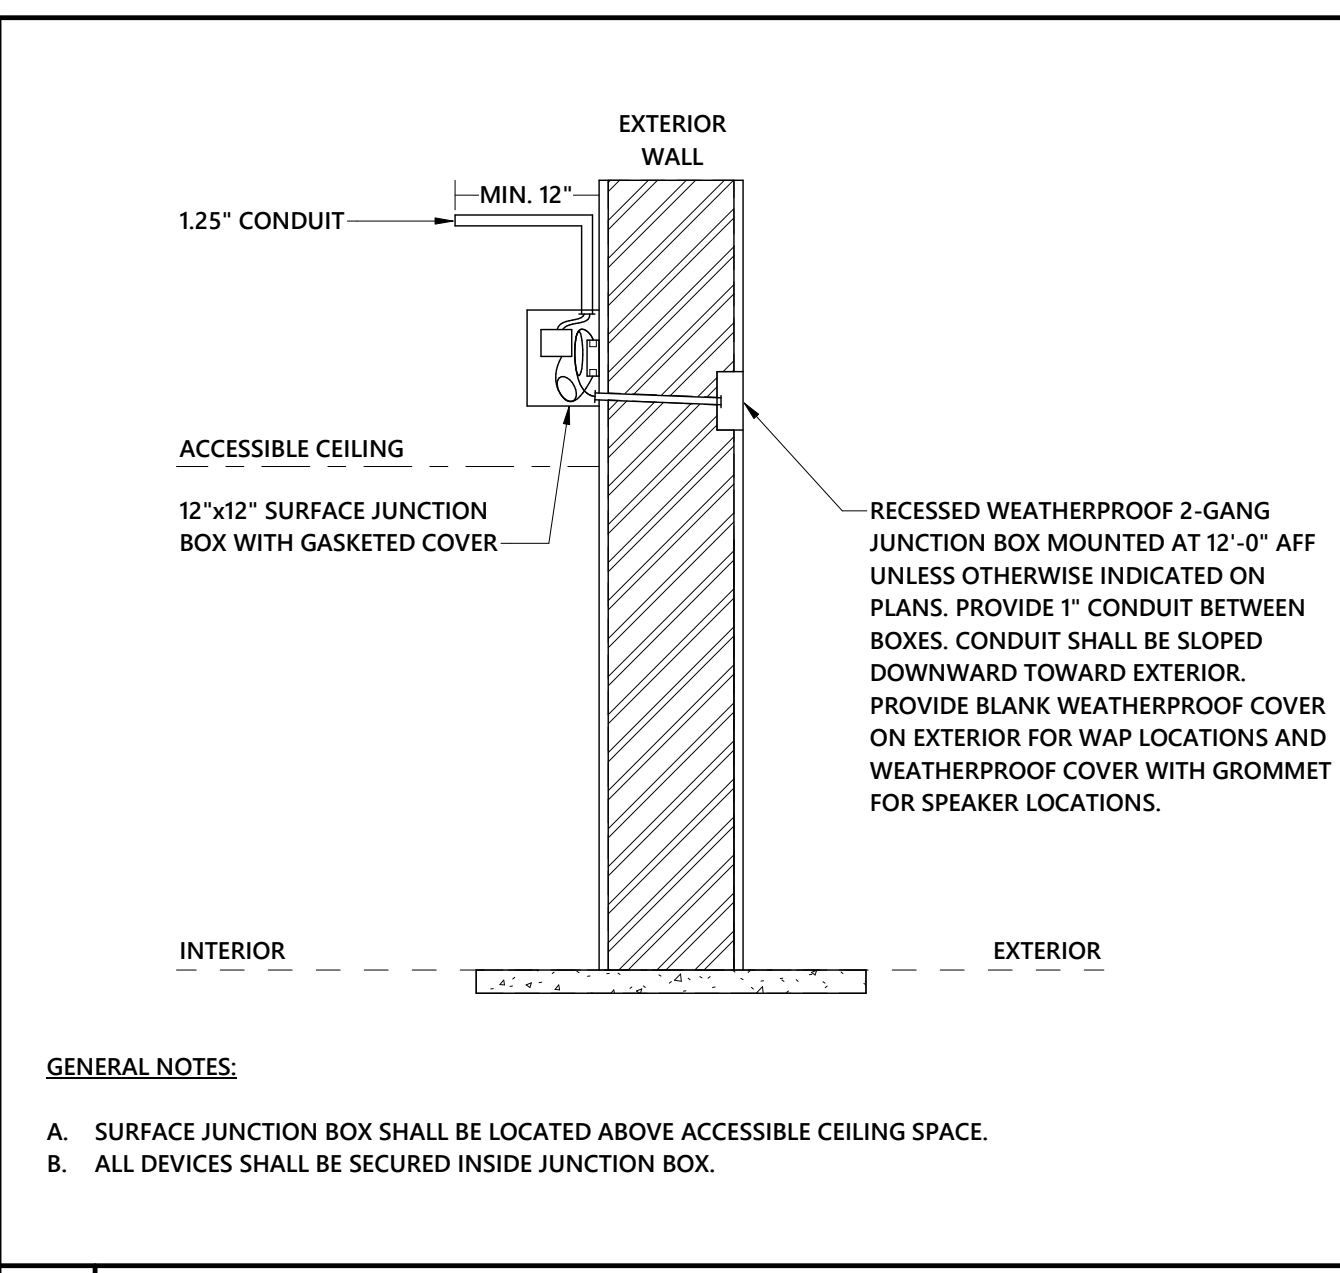 EXTERIOR
WALL
MIN. 12"
1.25" CONDUIT
ACCESSIBLE CEILING
12"x12" SURFACE JUNCTION
BOX WITH GASKETED COVER
RECESSED WEATHERPROOF 2-GANG
JUNCTION BOX MOUNTED AT 12'-0" AFF
UNLESS OTHERWISE INDICATED ON
PLANS. PROVIDE 1" CONDUIT BETWEEN
BOXES. CONDUIT SHALL BE SLOPED
DOWNWARD TOWARD EXTERIOR.
PROVIDE BLANK WEATHERPROOF COVER
ON EXTERIOR FOR WAP LOCATIONS AND
WEATHERPROOF COVER WITH GROMMET
FOR SPEAKER LOCATIONS.
INTERIOR
EXTERIOR
GENERAL NOTES:
A. SURFACE JUNCTION BOX SHALL BE LOCATED ABOVE ACCESSIBLE CEILING SPACE.
B. ALL DEVICES SHALL BE SECURED INSIDE JUNCTION BOX.